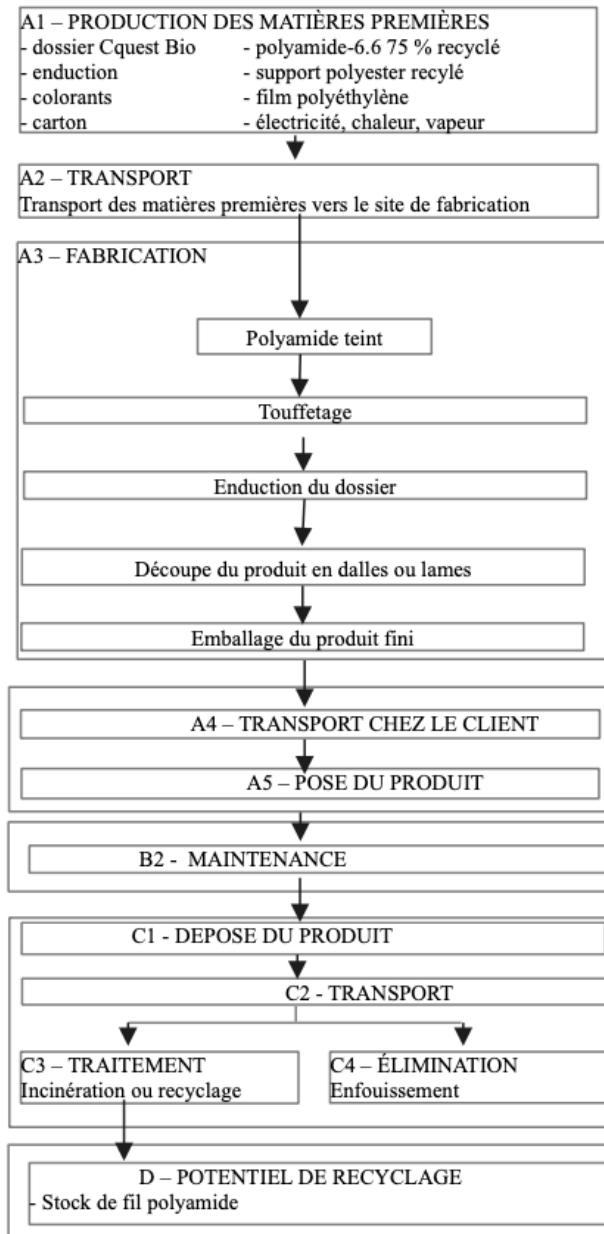 A1 – PRODUCTION DES MATIÈRES PREMIÈRES
- dossier Cquest Bio - polyamide-6.6 75 % recyclé
- enduction - support polyester recylé
- colorants - film polyéthylène
- carton - électricité, chaleur, vapeur
A2 – TRANSPORT
Transport des matières premières vers le site de fabrication
A3 – FABRICATION
Polyamide teint
Touffetage
Enduction du dossier
Découpe du produit en dalles ou lames
Emballage du produit fini
A4 – TRANSPORT CHEZ LE CLIENT
A5 – POSE DU PRODUIT
B2 - MAINTENANCE
C1 - DEPOSE DU PRODUIT
C2 - TRANSPORT
C3 – TRAITEMENT
Incinération ou recyclage
C4 – ÉLIMINATION
Enfouissement
D – POTENTIEL DE RECYCLAGE
- Stock de fil polyamide